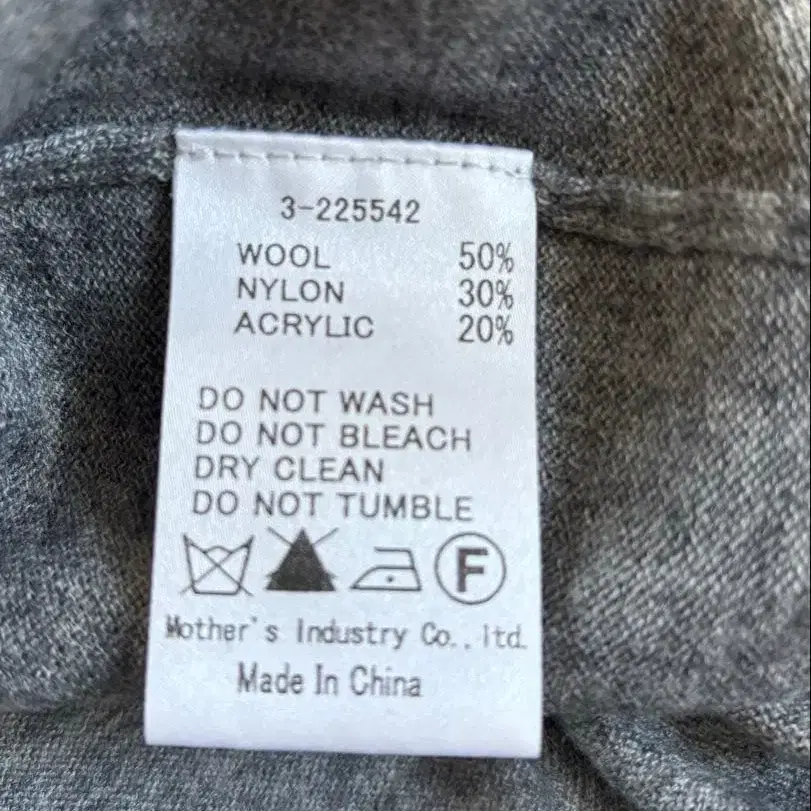 3-225542
WOOL 50%
NYLON 30%
ACRYLIC 20%
DO NOT WASH
DO NOT BLEACH
DRY CLEAN
DO NOT TUMBLE
F
Mother's Industry Co., ltd.
Made In China